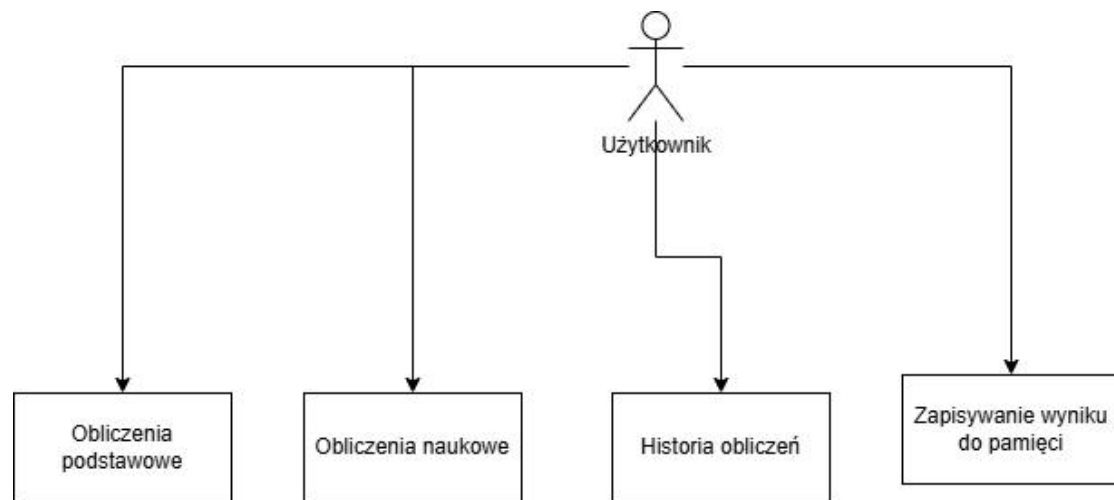 Użytkownik
Obliczenia
podstawowe
Obliczenia naukowe
Historia obliczeń
Zapisywanie wyniku
do pamięci